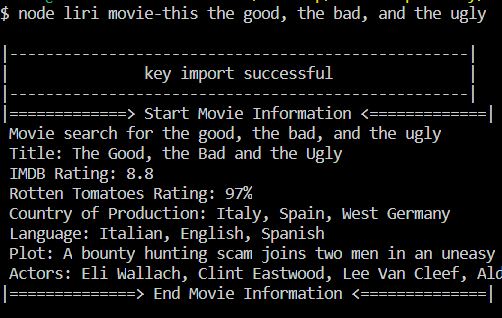 $ node liri movie-this the good, the bad, and the ugly
|-----------------------------------------------|
| key import successful |
|-----------------------------------------------|
|============> Start Movie Information <============|
Movie search for the good, the bad, and the ugly
Title: The Good, the Bad and the Ugly
IMDB Rating: 8.8
Rotten Tomatoes Rating: 97%
Country of Production: Italy, Spain, West Germany
Language: Italian, English, Spanish
Plot: A bounty hunting scam joins two men in an uneasy
Actors: Eli Wallach, Clint Eastwood, Lee Van Cleef, Ald
|=============> End Movie Information <=============|